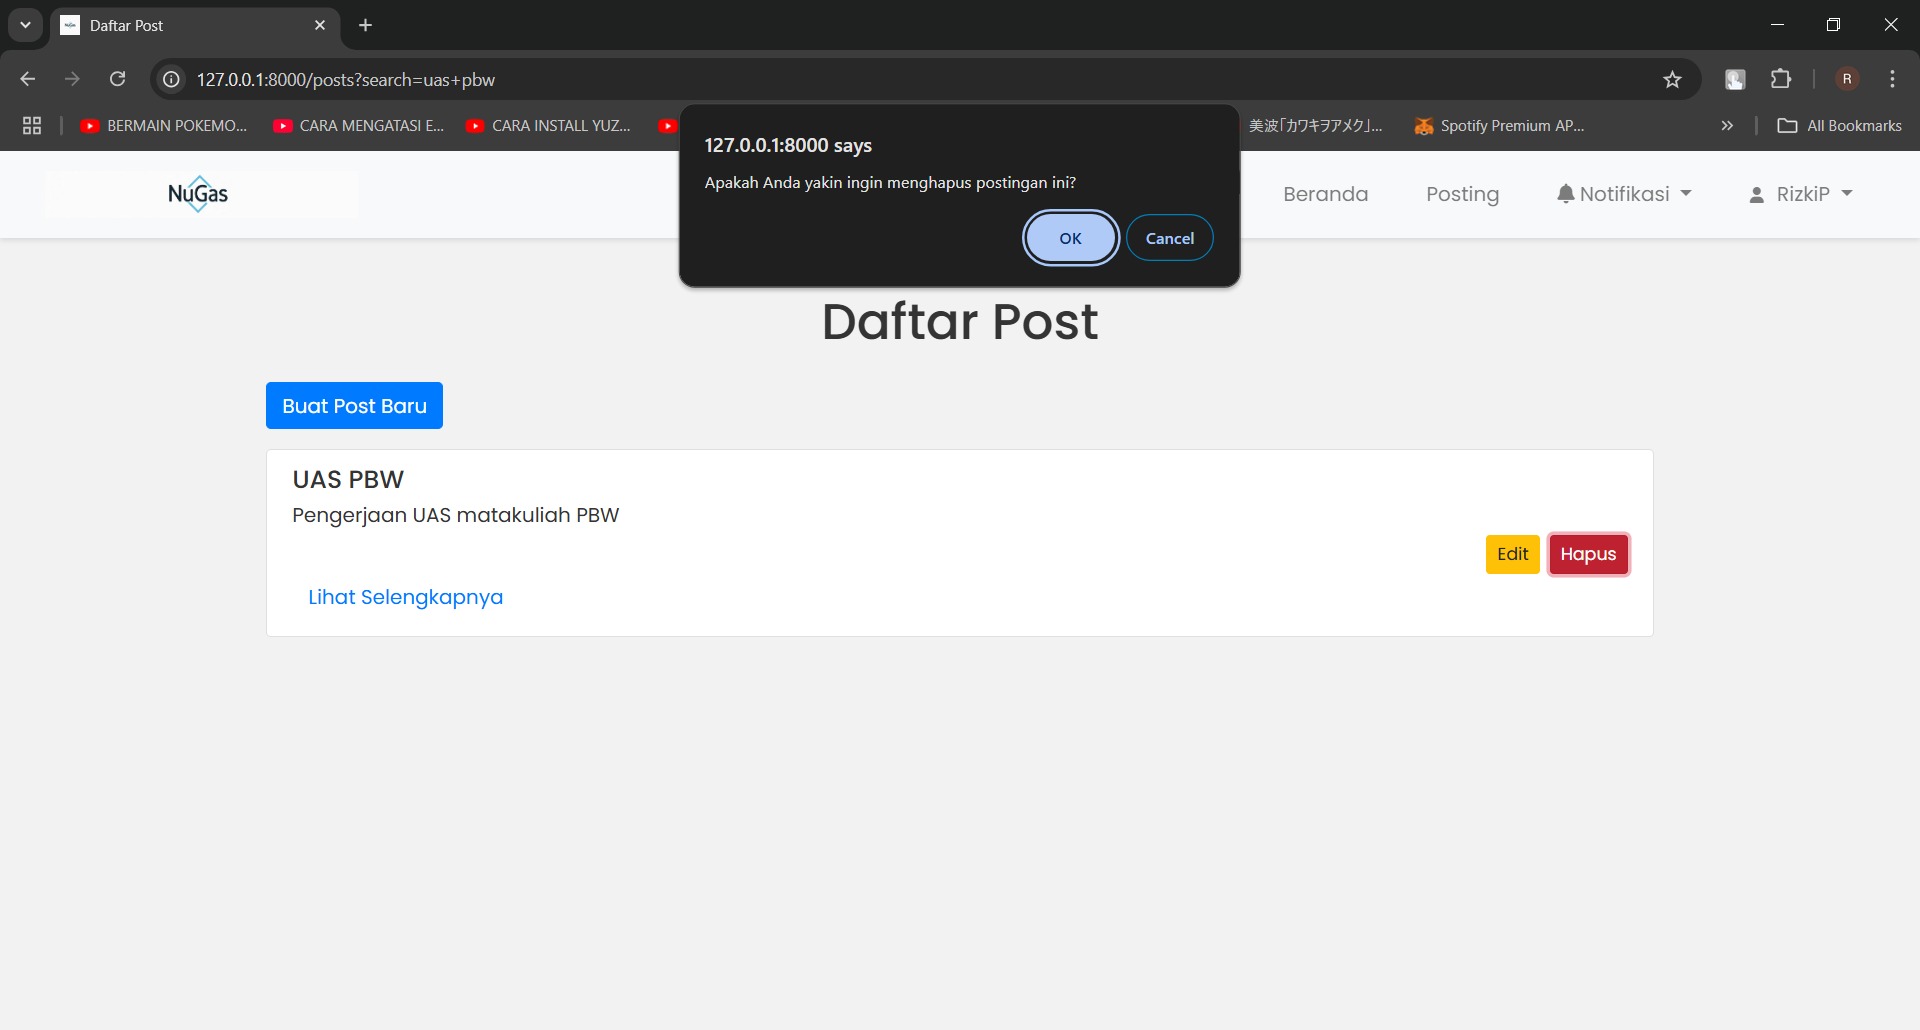 Daftar Post
127.0.0.1:8000/posts?search=uas+pbw
R
BERMAIN POKEMO...
CARA MENGATASI E...
CARA INSTALL YUZ...
美波「カワキヲアメク」...
Spotify Premium AP...
All Bookmarks
127.0.0.1:8000 says
Apakah Anda yakin ingin menghapus postingan ini?
OK
Cancel
NuGas
Beranda
Posting
Notifikasi
RizkiP
Daftar Post
Buat Post Baru
UAS PBW
Pengerjaan UAS matakuliah PBW
Edit
Hapus
Lihat Selengkapnya